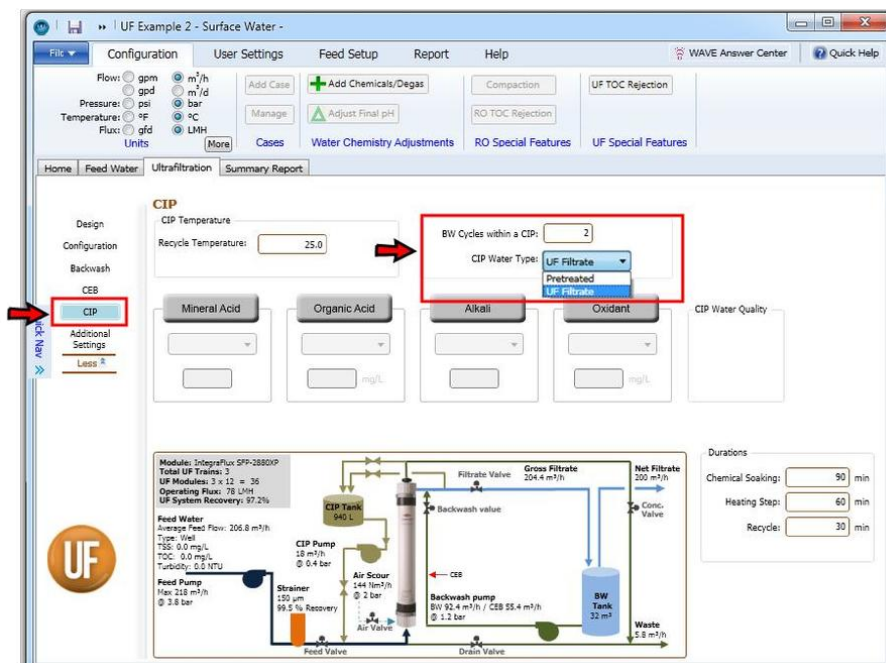 UF Example 2 - Surface Water -
File Configuration User Settings Feed Setup Report Help WAVE Answer Center Quick Help
Flow: gpm m³/h
gpd m³/d
Pressure: psi bar
Temperature: ºF ºC
Flux: gfd LMH
Units
More
Add Case
Manage
Cases
Add Chemicals/Degas
Adjust Final pH
Water Chemistry Adjustments
Compaction
RO TOC Rejection
RO Special Features
UF TOC Rejection
UF Special Features
Home Feed Water Ultrafiltration Summary Report
Design
Configuration
Backwash
CEB
CIP
Additional
Settings
Less
Nav
CIP
CIP Temperature
Recycle Temperature: 25.0
BW Cycles within a CIP: 2
CIP Water Type: UF Filtrate
Pretreated
UF Filtrate
Mineral Acid
Organic Acid
mg/L
Alkali
Oxidant
mg/L
CIP Water Quality
Module: IntegraFlux SFP-2880XP
Total UF Trains: 3
UF Modules: 3 x 12 = 36
Operating Flux: 78 LMH
UF System Recovery: 97.2%
Feed Water
Average Feed Flow: 206.8 m³/h
Type: Well
TSS: 0.0 mg/L
TOC: 0.0 mg/L
Turbidity: 0.0 NTU
Feed Pump
Max 218 m³/h
@ 3.8 bar
Strainer
150 µm
99.5 % Recovery
CIP Tank
940 L
CIP Pump
18 m³/h
@ 0.4 bar
Air Scour
144 Nm³/h
@ 2 bar
Air Valve
Feed Valve
Filtrate Valve
Gross Filtrate
204.4 m³/h
Net Filtrate
200 m³/h
Backwash value
Conc.
Valve
CEB
Backwash pump
BW 92.4 m³/h / CEB 55.4 m³/h
@ 1.2 bar
BW
Tank
32 m³
Waste
5.8 m³/h
Drain Valve
Durations
Chemical Soaking: 90 min
Heating Step: 60 min
Recycle: 30 min
UF